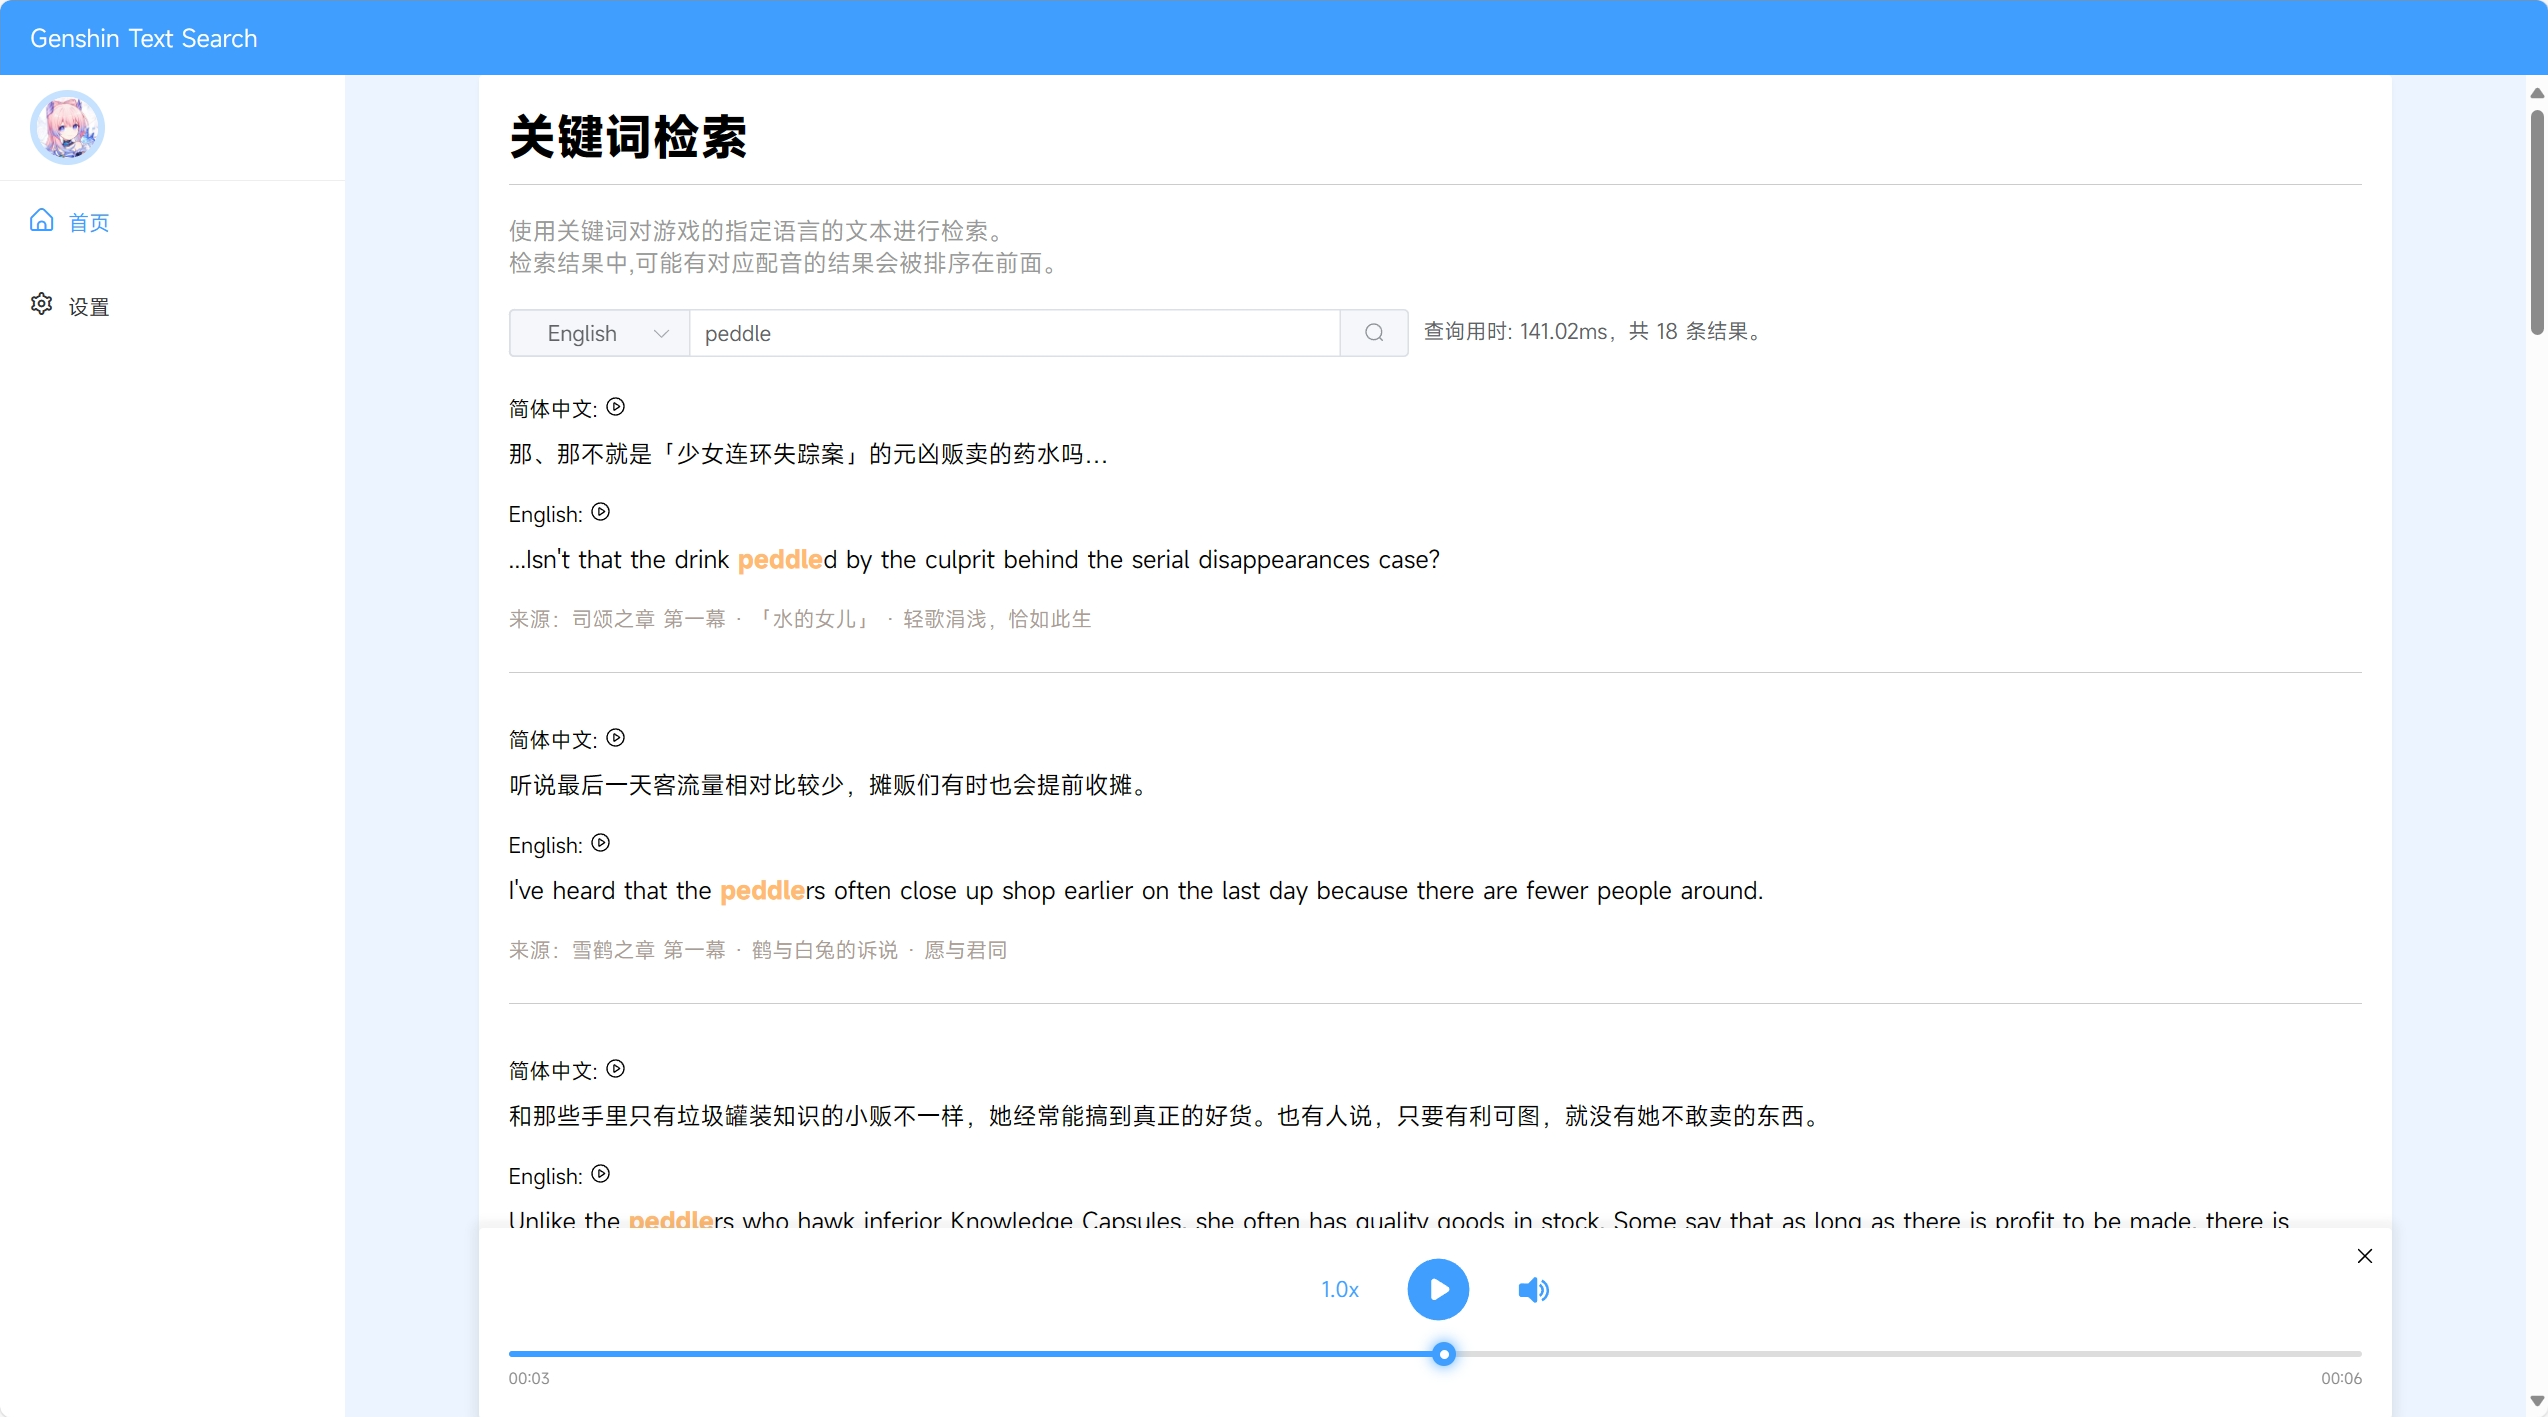 Genshin Text Search
首页
设置
关键词检索
使用关键词对游戏的指定语言的文本进行检索。
检索结果中,可能有对应配音的结果会被排序在前面。
English peddle 查询用时: 141.02ms，共 18 条结果。
简体中文:
那、那不就是「少女连环失踪案」的元凶贩卖的药水吗…
English:
...Isn't that the drink peddled by the culprit behind the serial disappearances case?
来源：司颂之章 第一幕 · 「水的女儿」 · 轻歌涓浅，恰如此生
简体中文:
听说最后一天客流量相对比较少，摊贩们有时也会提前收摊。
English:
I've heard that the peddlers often close up shop earlier on the last day because there are fewer people around.
来源：雪鹤之章 第一幕 · 鹤与白兔的诉说 · 愿与君同
简体中文:
和那些手里只有垃圾罐装知识的小贩不一样，她经常能搞到真正的好货。也有人说，只要有利可图，就没有她不敢卖的东西。
English:
Unlike the peddlers who hawk inferior Knowledge Capsules, she often has quality goods in stock. Some say that as long as there is profit to be made, there is
1.0x
00:03
00:06